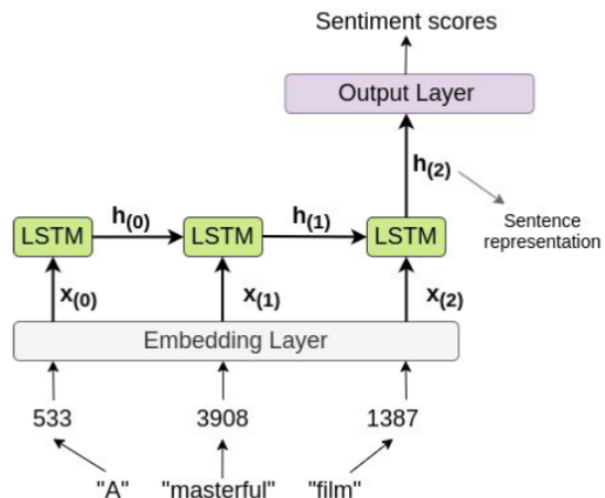 Sentiment scores
Output Layer
h(2)
h(0)
h(1)
Sentence
representation
LSTM
LSTM
LSTM
x(0)
x(1)
x(2)
Embedding Layer
533
3908
1387
"A"
"masterful"
"film"